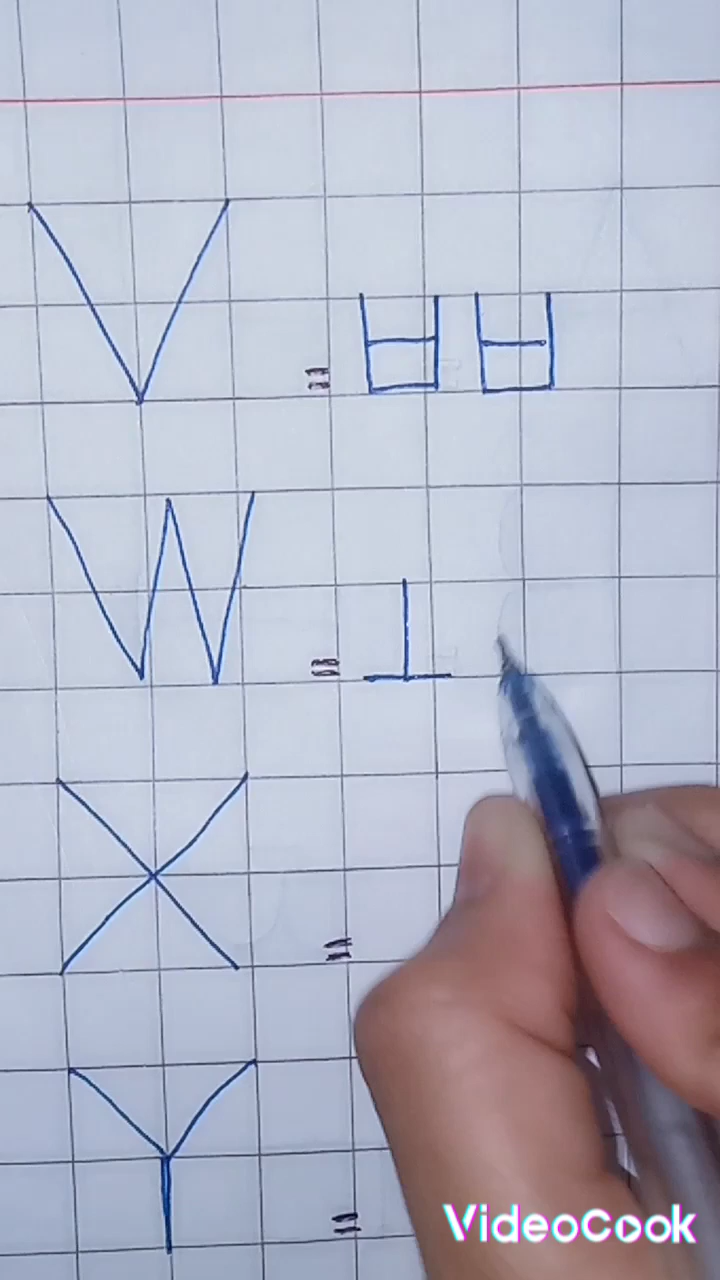 V = ∀ ∀
W = ⊥
X =
Y =
VideoCook